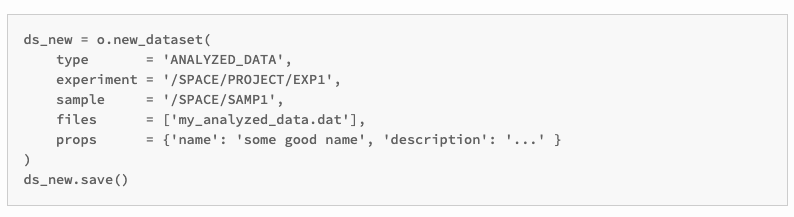 ds_new = o.new_dataset(
    type       = 'ANALYZED_DATA',
    experiment = '/SPACE/PROJECT/EXP1',
    sample     = '/SPACE/SAMP1',
    files      = ['my_analyzed_data.dat'],
    props      = {'name': 'some good name', 'description': '...' }
)
ds_new.save()